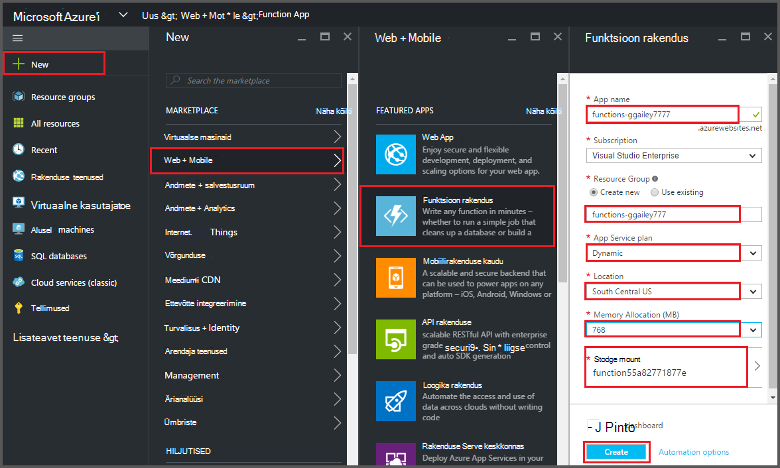 Microsoft Azure1
Uus &gt; Web + Mot * le &gt; Function App
New
Resource groups
All resources
Recent
Rakenduse teenused
Virtuaalne kasutajatoe
Alusel machines
SQL databases
Cloud services (classic)
Tellimused
Lisateavet teenuse &gt
New
Search the marketplace
MARKETPLACE
Näha kõiki
Virtuaalse masinaid
Web + Mobile
Andmete + salvestusruum
Andmete + Analytics
Internet Things
Võrgunduse
Meediumi CDN
Ettevõtte integreerimine
Turvalisus + Identity
Arendaja teenused
Management
Ärianalüüsi
Ümbriste
HILJUTISED
Web + Mobile
FEATURED APPS
Näha kõiki
Web App
Enjoy secure and flexible
development, deployment, and
scaling options for your web app.
Funktsioon rakendus
Write any function in minutes –
whether to run a simple job that
cleans up a database or build a
Mobiilirakenduse kaudu
A scalable and secure backend that
can be used to power apps on any
platform – iOS, Android, Windows or
API rakenduse
scalable RESTful API with enterprise
grade securi9•. Sin * liigse control
and auto SDK generation
Loogika rakendus
Automate the access and use of
data across clouds without writing
code
Rakenduse Serve keskkonnas
Deploy Azure App Services in your
Funktsioon rakendus
* App name
functions-ggailey7777
.azurewebsites.net
* Subscription
Visual Studio Enterprise
* Resource Group
Create new Use existing
functions-ggailey777
* App Service plan
Dynamic
* Location
South Central US
* Memory Allocation (MB)
768
Stodge mount
function55a82771877e
- J Pinto dashboard
Create Automation options